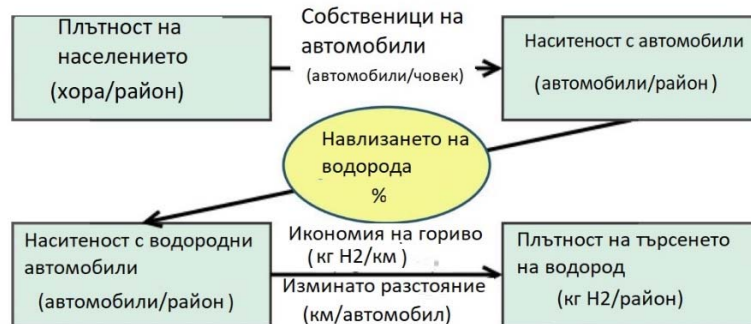 Плътност на
населението
(хора/район)
Собственици на
автомобили
(автомобили/човек)
Наситеност с автомобили
(автомобили/район)
Навлизането на
водорода
%
Наситеност с водородни
автомобили
(автомобили/район)
Икономия на гориво
(кг H2/км)
Изминато разстояние
(км/автомобил)
Плътност на търсенето
на водород
(кг H2/район)